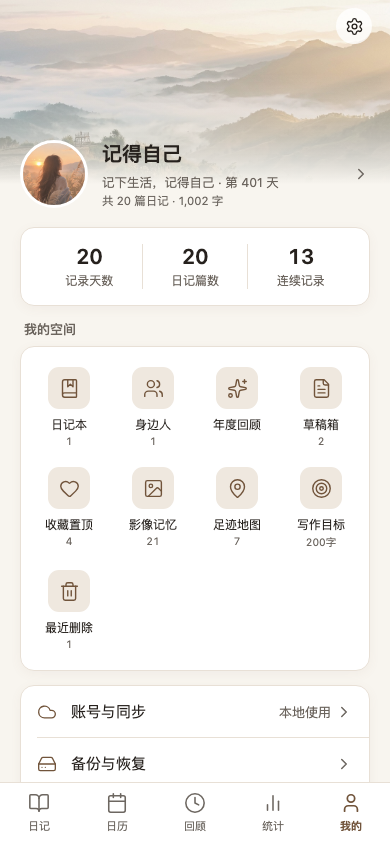 记得自己
记下生活，记得自己 · 第 401 天
共 20 篇日记 · 1,002 字
20 20 13
记录天数 日记篇数 连续记录
我的空间
日记本 身边人 年度回顾 草稿箱
1 1 2
收藏置顶 影像记忆 足迹地图 写作目标
4 21 7 200字
最近删除
1
账号与同步 本地使用
备份与恢复
日记 日历 回顾 统计 我的